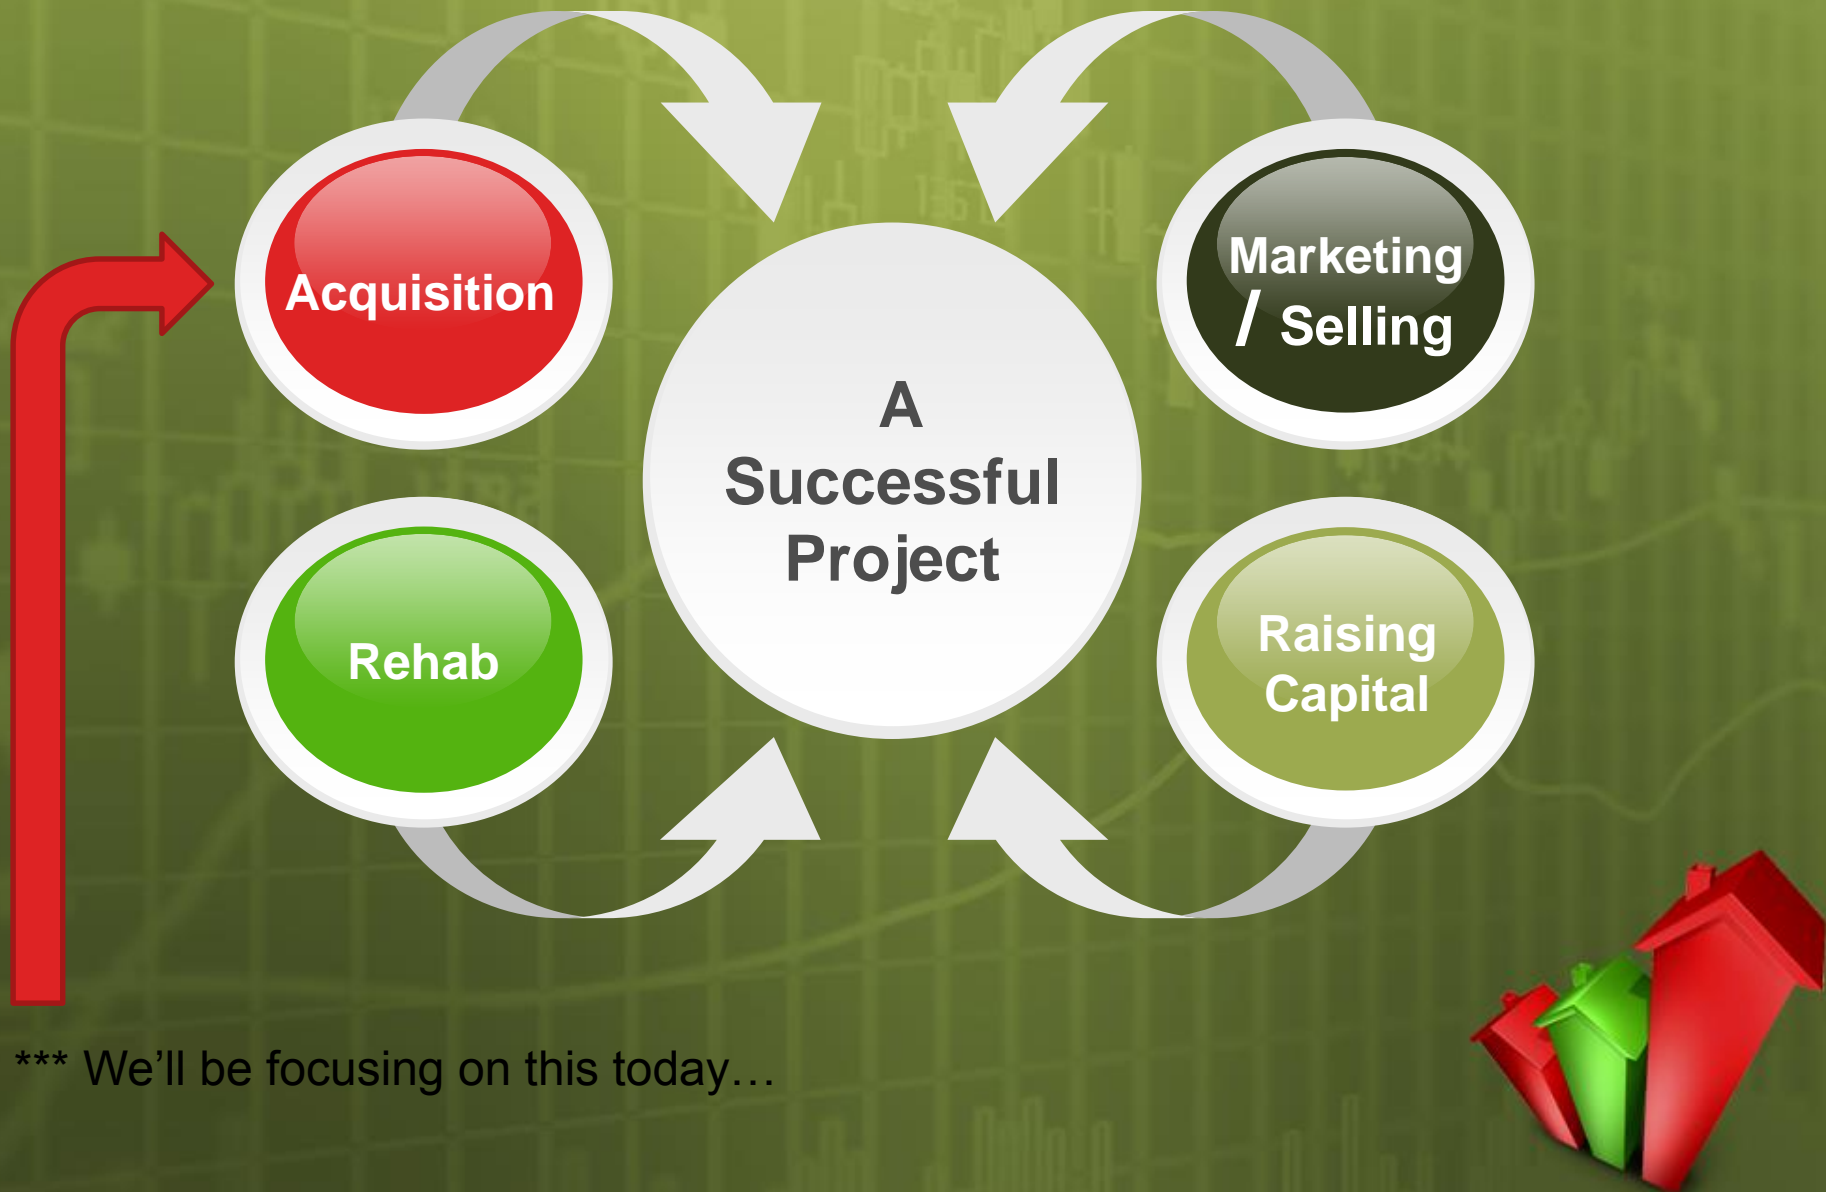 Acquisition
Marketing
/ Selling
A
Successful
Project
Rehab
Raising
Capital
*** We’ll be focusing on this today…